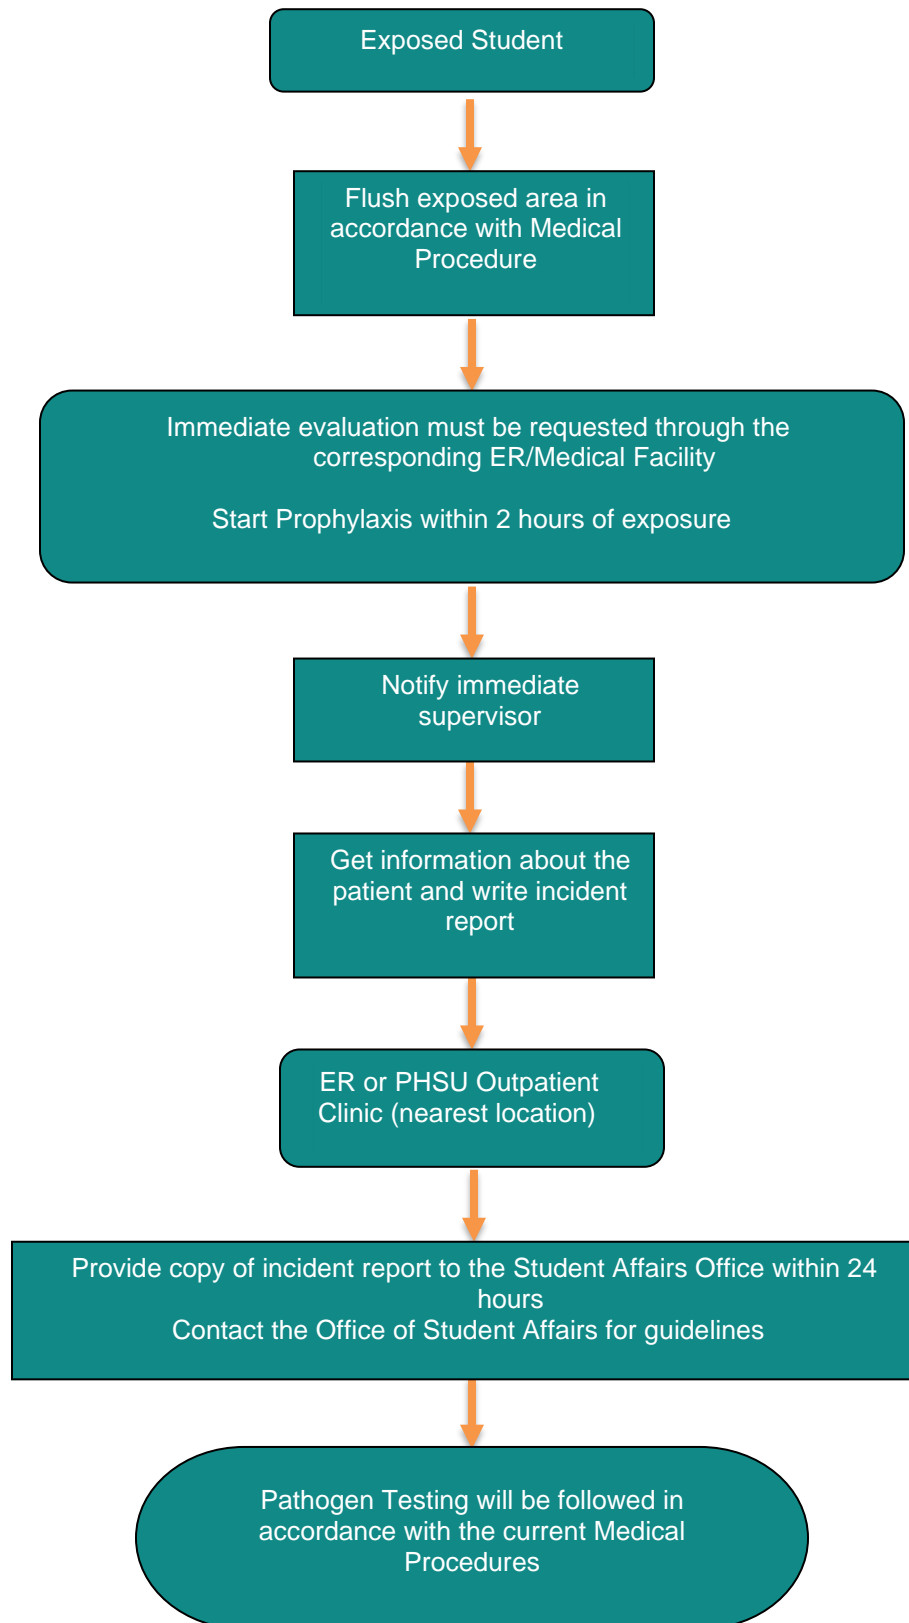 Exposed Student
Flush exposed area in
accordance with Medical
Procedure
Immediate evaluation must be requested through the
corresponding ER/Medical Facility
Start Prophylaxis within 2 hours of exposure
Notify immediate
supervisor
Get information about the
patient and write incident
report
ER or PHSU Outpatient
Clinic (nearest location)
Provide copy of incident report to the Student Affairs Office within 24
hours
Contact the Office of Student Affairs for guidelines
Pathogen Testing will be followed in
accordance with the current Medical
Procedures